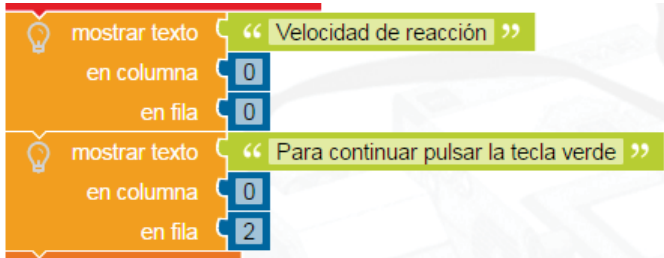 mostrar texto “ Velocidad de reacción ”
en columna 0
en fila 0
mostrar texto “ Para continuar pulsar la tecla verde ”
en columna 0
en fila 2